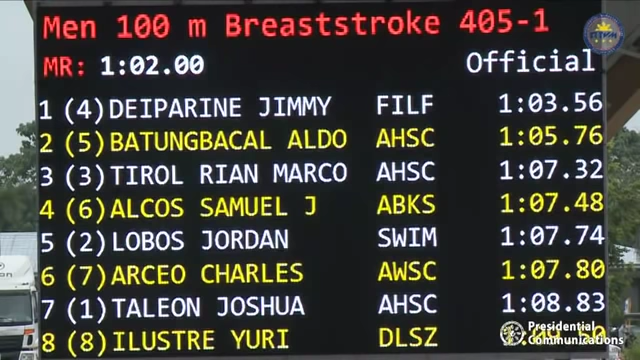 Men 100 m Breaststroke 405-1
MR: 1:02.00 Official
1 (4) DEIPARINE JIMMY FILF 1:03.56
2 (5) BATUNGBACAL ALDO AHSC 1:05.76
3 (3) TIROL RIAN MARCO AHSC 1:07.32
4 (6) ALCOS SAMUEL J ABKS 1:07.48
5 (2) LOBOS JORDAN SWIM 1:07.74
6 (7) ARCEO CHARLES AWSC 1:07.80
7 (1) TALEON JOSHUA AHSC 1:08.83
8 (8) ILUSTRE YURI DLSZ
Presidential
Communications